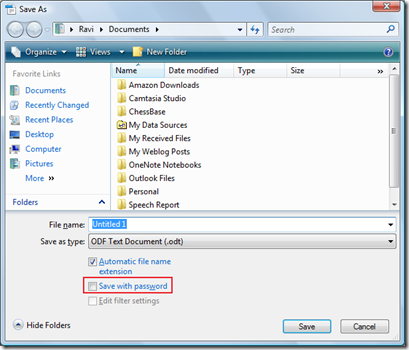 Save As
Ravi ▸ Documents ▸
Search
Organize Views New Folder
Favorite Links
Documents
Recently Changed
Recent Places
Desktop
Computer
Pictures
More »
Folders
Name Date modified Type Size »
Amazon Downloads
Camtasia Studio
ChessBase
My Data Sources
My Received Files
My Weblog Posts
OneNote Notebooks
Outlook Files
Personal
Speech Report
File name: Untitled 1
Save as type: ODF Text Document (.odt)
Automatic file name
extension
Save with password
Edit filter settings
Hide Folders
Save
Cancel